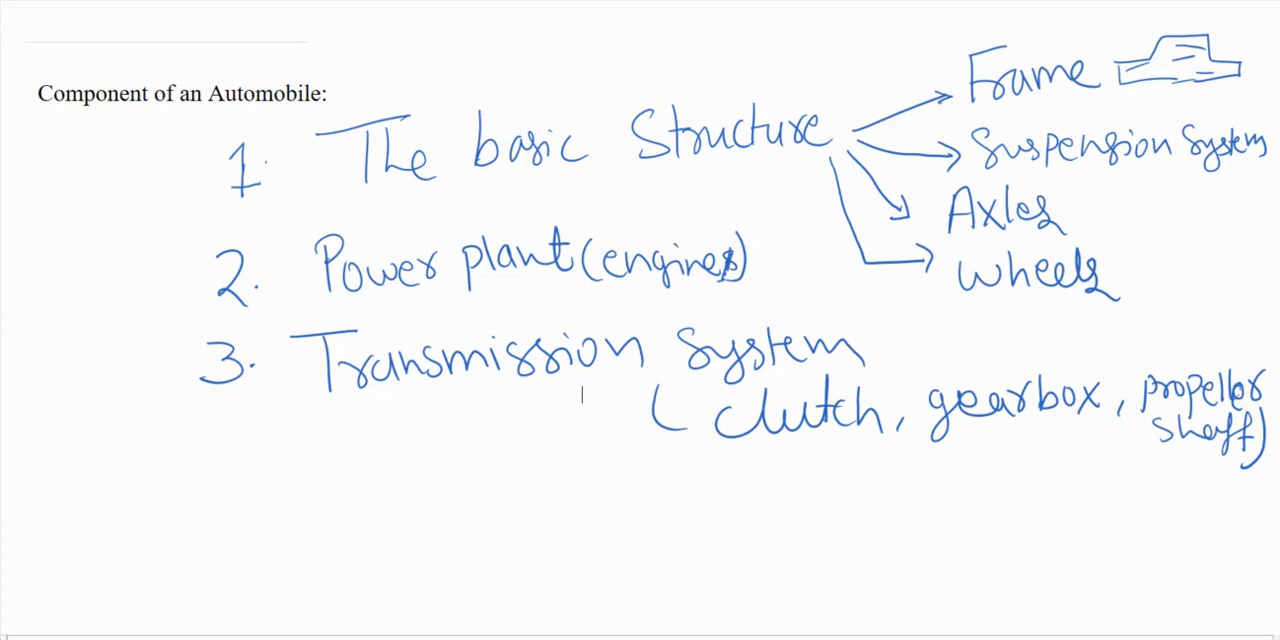 Component of an Automobile:
1. The basic Structure
Frame
Suspension System
Axles
Wheels
2. Power plant (engines)
3. Transmission System
(clutch, gearbox, propeller
shaff)